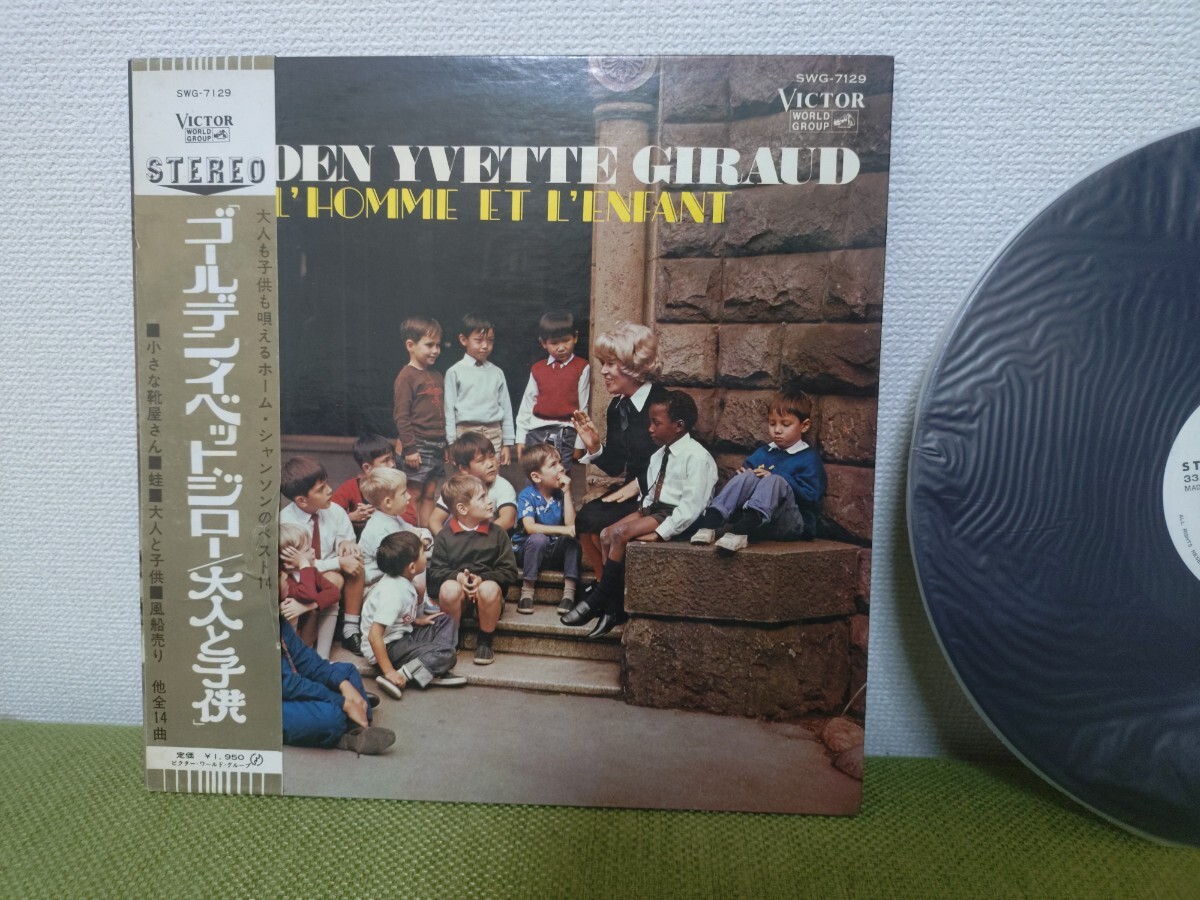 SWG-7129
VICTOR
WORLD
GROUP
STEREO
大人も子供も唄えるホーム・シャンソンのベスト14
「ゴールデンイベットジロー/大人と子供」
■小さな靴屋さん■蛙■大人と子供■風船売り 他全14曲
定価 ¥1,950
ビクター・ワールド・グループ
SWG-7129
VICTOR
WORLD
GROUP
DEN YVETTE GIRAUD
L'HOMME ET L'ENFANT
ST
33
MAD
ALL RIGHTS